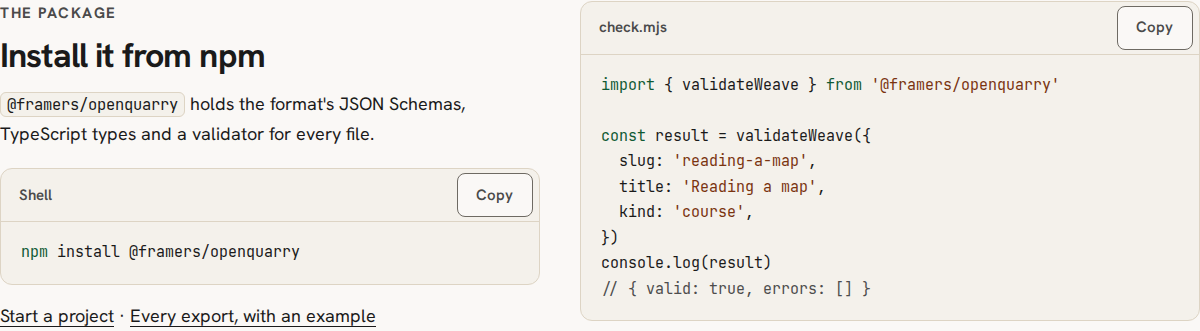 THE PACKAGE
Install it from npm
@framers/openquarry holds the format's JSON Schemas,
TypeScript types and a validator for every file.
Shell
Copy
npm install @framers/openquarry
Start a project · Every export, with an example
check.mjs
Copy
import { validateWeave } from '@framers/openquarry'
const result = validateWeave({
  slug: 'reading-a-map',
  title: 'Reading a map',
  kind: 'course',
})
console.log(result)
// { valid: true, errors: [] }